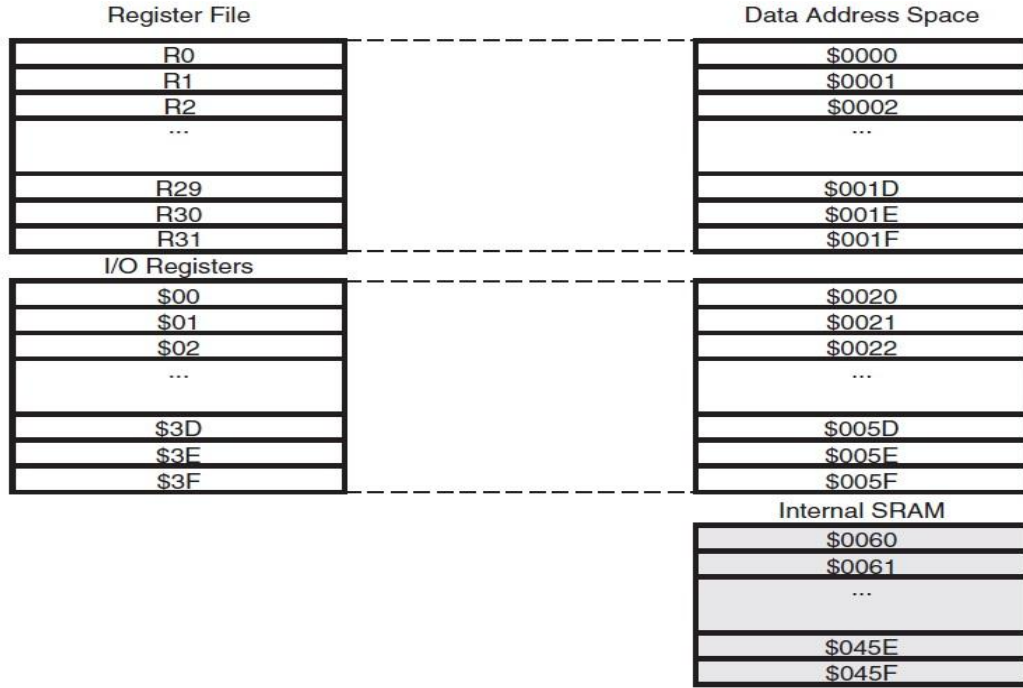 Register File
Data Address Space
R0
$0000
R1
$0001
R2
$0002
...
...
R29
$001D
R30
$001E
R31
$001F
I/O Registers
$00
$0020
$01
$0021
$02
$0022
...
...
$3D
$005D
$3E
$005E
$3F
$005F
Internal SRAM
$0060
$0061
...
$045E
$045F